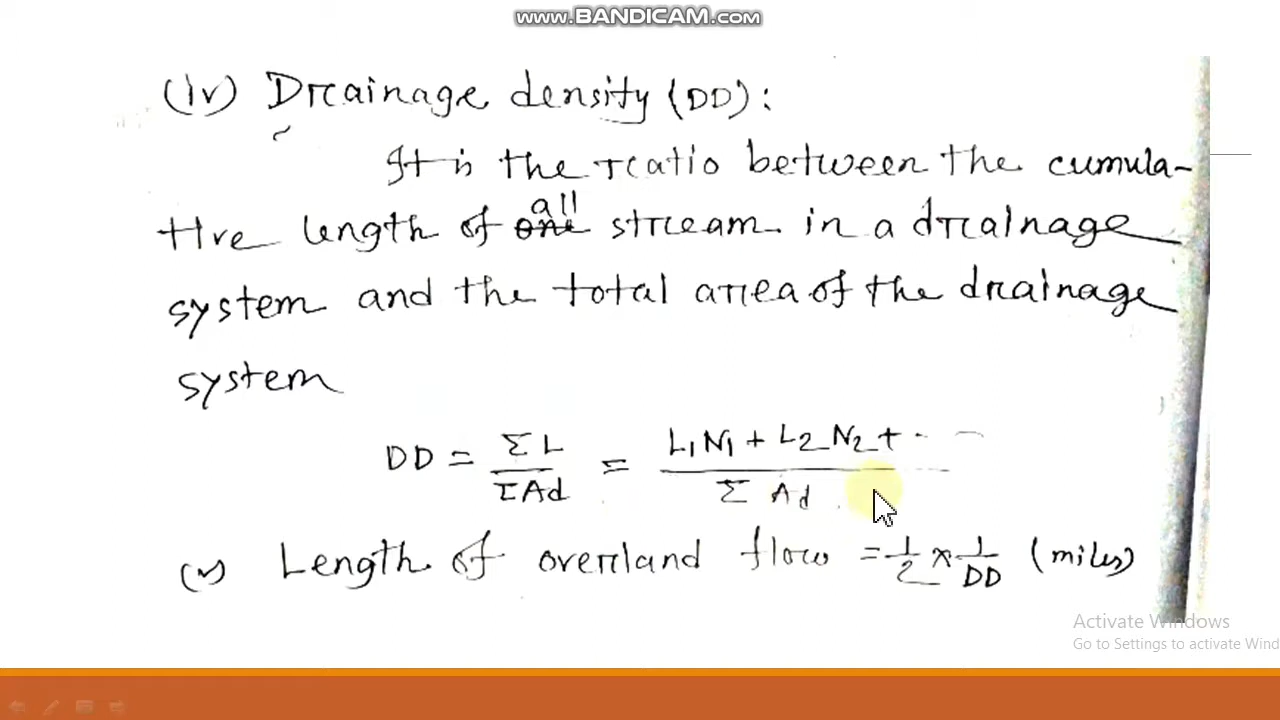 www.BANDICAM.com
(iv) Drainage density (DD):
It is the ratio between the cumula-
tive length of one all stream in a drainage
system and the total area of the drainage
system
DD = ΣL / ΣAd = L₁N₁ + L₂N₂ + - - / Σ Ad
(v) Length of overland flow = 1/2 × 1/DD (miles)
Activate Windows
Go to Settings to activate Wind